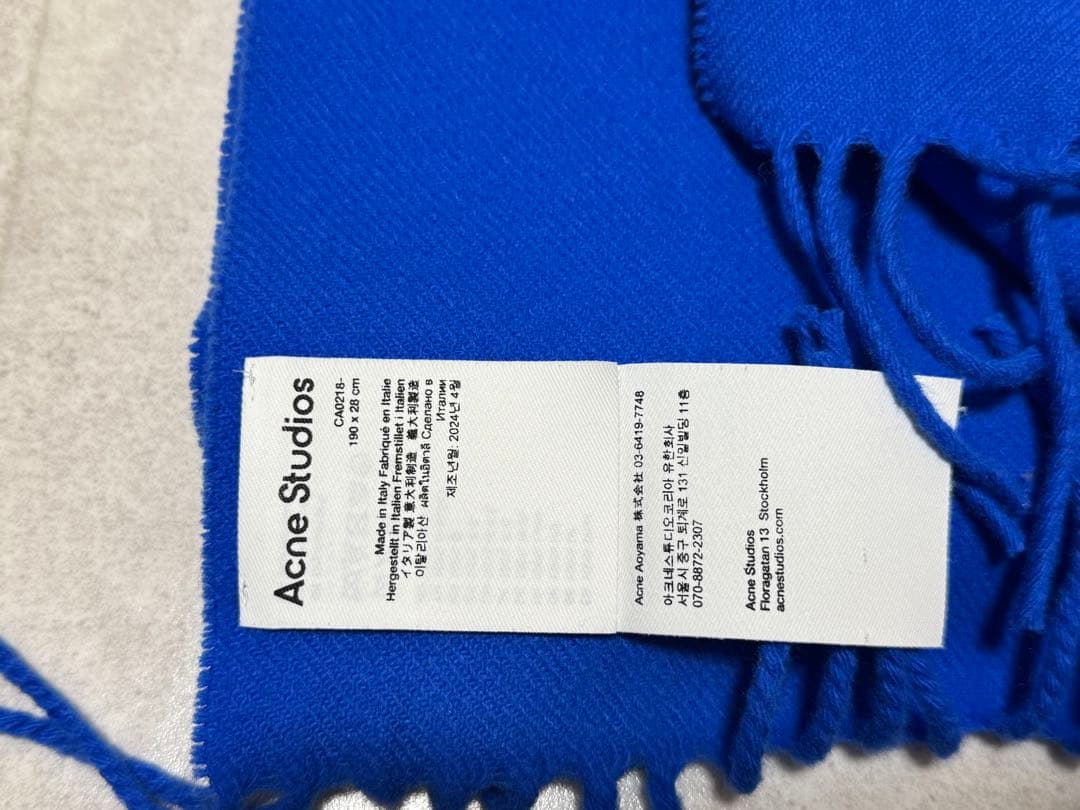 Acne Studios
CA0218-
190 x 28 cm
Made in Italy Fabriqué en Italie
Hergestellt in Italien Fremstillet i Italien
イタリア製 意大利制造 義大利製造
이탈리아산 ผลิตในอิตาลี Сделано в
Италии
제조년월: 2024년 4월
Acne Aoyama 株式会社 03-6419-7748
아크네스튜디오코리아 유한회사
서울시 중구 퇴계로 131 신일빌딩 11층
070-8872-2307
Acne Studios
Floragatan 13 Stockholm
acnestudios.com